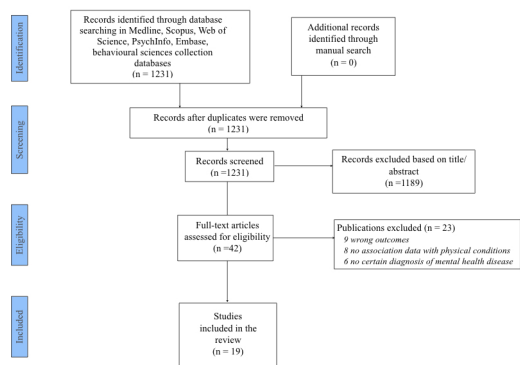 Identification
Records identified through database
searching in Medline, Scopus, Web of
Science, PsychInfo, Embase,
behavioural sciences collection
databases
(n = 1231)
Additional records
identified through
manual search
(n = 0)
Screening
Records after duplicates were removed
(n = 1231)
Records screened
(n =1231)
Records excluded based on title/
abstract
(n =1189)
Eligibility
Full-text articles
assessed for eligibility
(n =42)
Publications excluded (n = 23)
9 wrong outcomes
8 no association data with physical conditions
6 no certain diagnosis of mental health disease
Included
Studies
included in the
review
(n = 19)